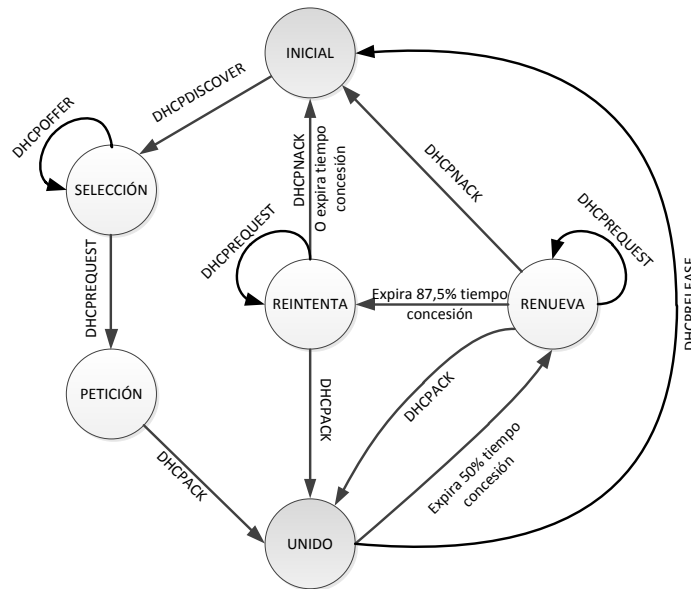 INICIAL
DHCPDISCOVER
DHCPOFFER
SELECCIÓN
DHCPNACK
O expira tiempo
concesión
DHCPNACK
DHCPREQUEST
DHCPREQUEST
DHCPREQUEST
REINTENTA
Expira 87,5% tiempo
concesión
RENUEVA
DHCPRELEASE
PETICIÓN
DHCPACK
DHCPACK
DHCPACK
Expira 50% tiempo
concesión
UNIDO